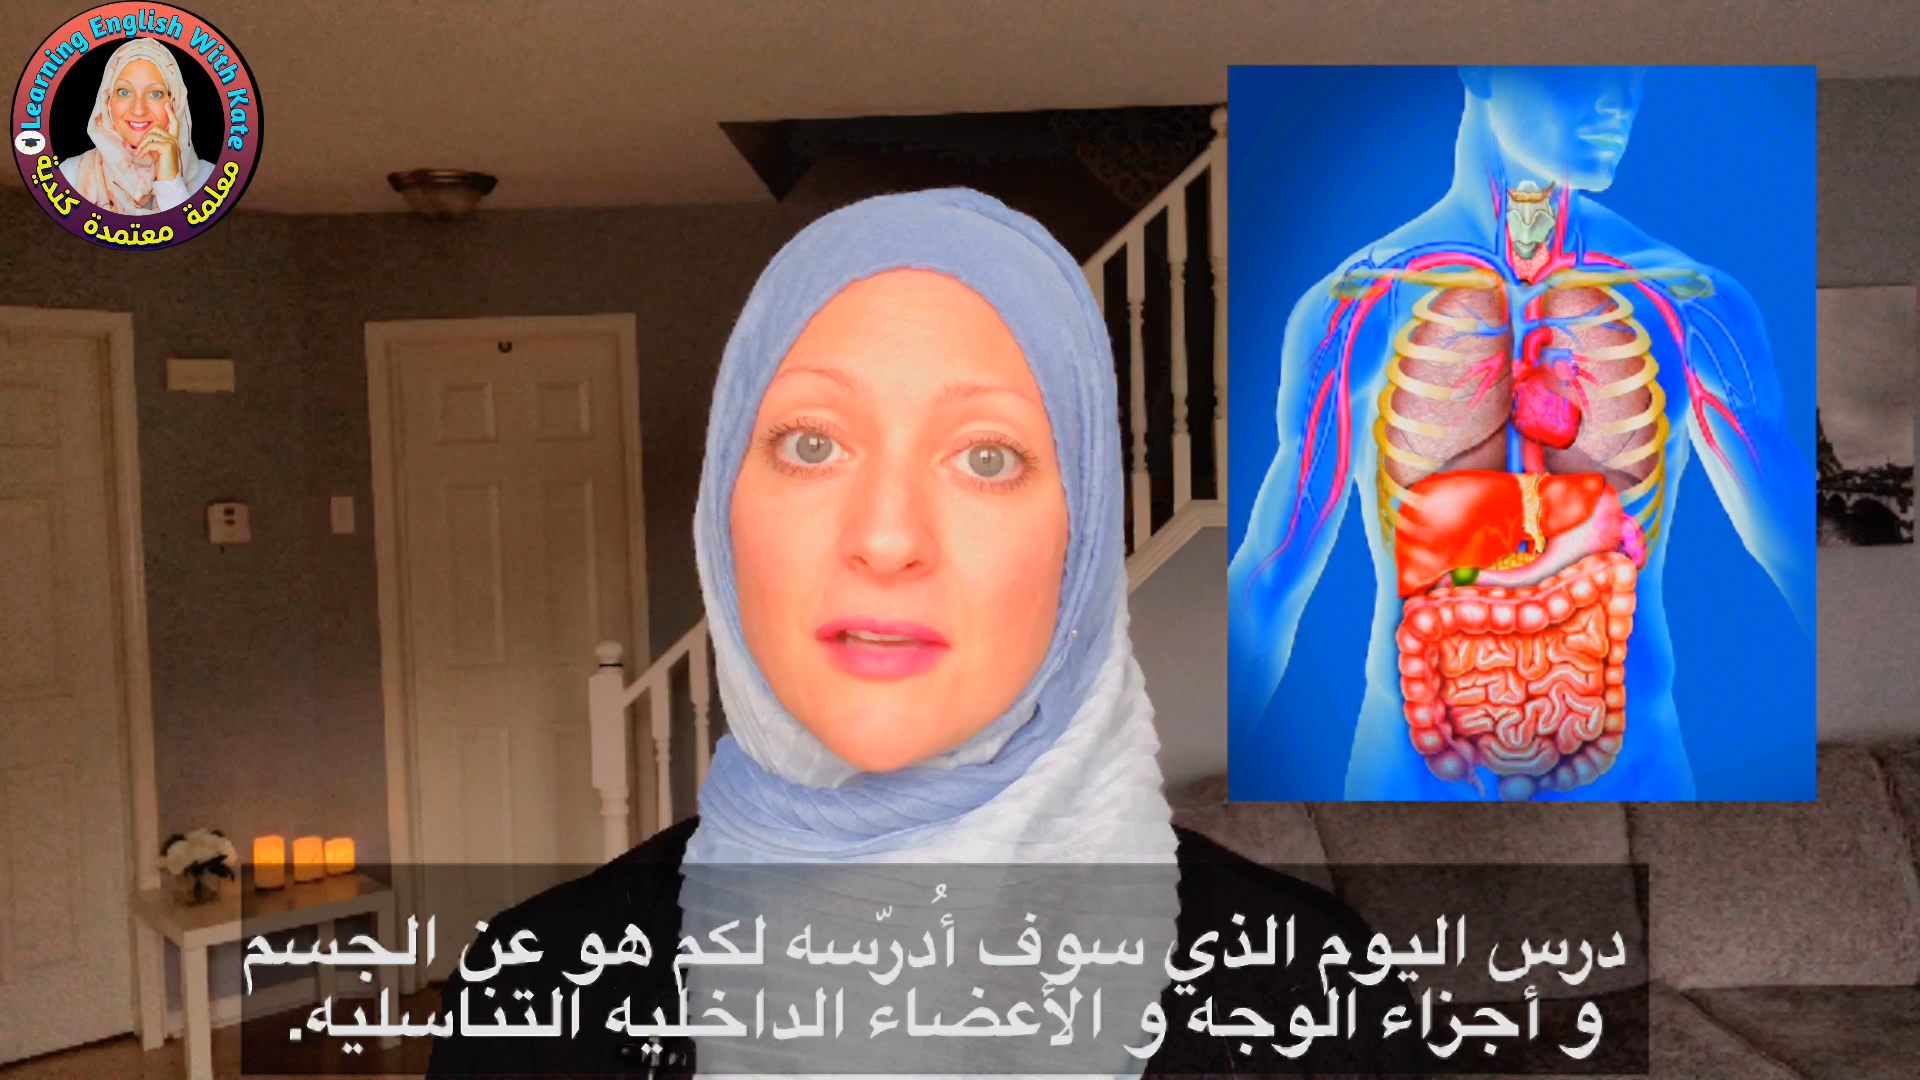 Learning English With Kate
معلمة معتمدة كندية
درس اليوم الذي سوف أُدرّسه لكم هو عن الجسم
و أجزاء الوجه و الأعضاء الداخليه التناسليه.